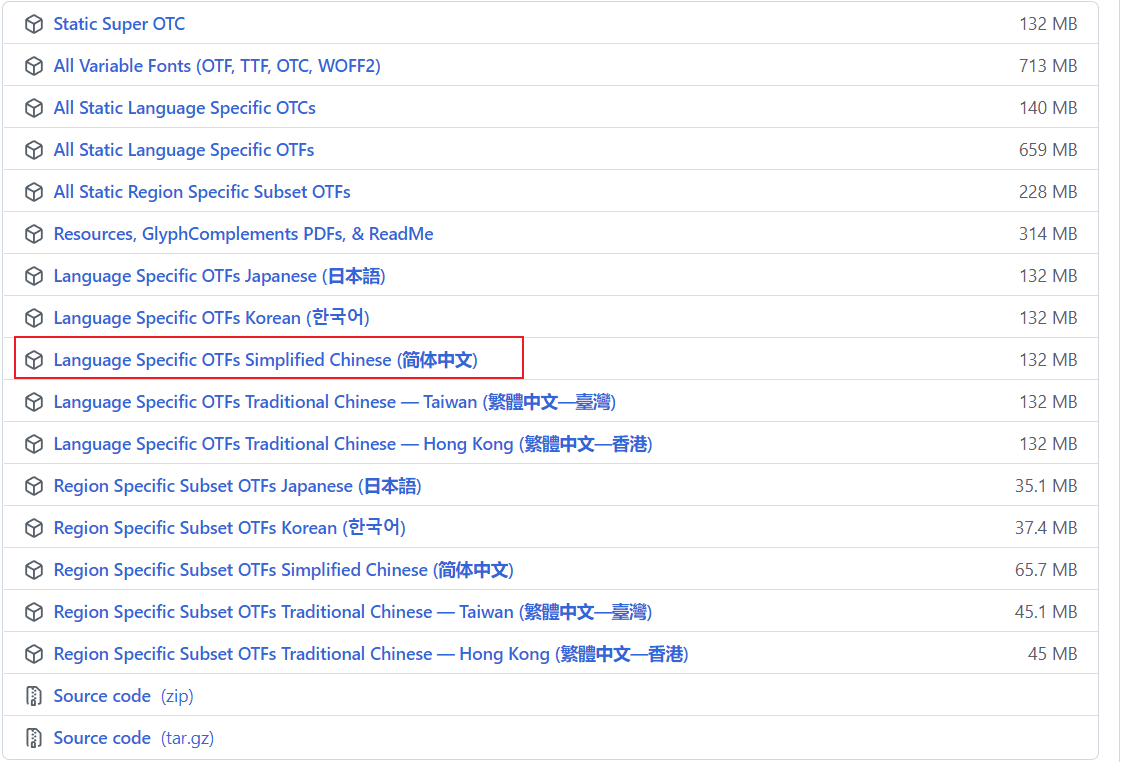 Static Super OTC 132 MB
All Variable Fonts (OTF, TTF, OTC, WOFF2) 713 MB
All Static Language Specific OTCs 140 MB
All Static Language Specific OTFs 659 MB
All Static Region Specific Subset OTFs 228 MB
Resources, GlyphComplements PDFs, & ReadMe 314 MB
Language Specific OTFs Japanese (日本語) 132 MB
Language Specific OTFs Korean (한국어) 132 MB
Language Specific OTFs Simplified Chinese (简体中文) 132 MB
Language Specific OTFs Traditional Chinese — Taiwan (繁體中文—臺灣) 132 MB
Language Specific OTFs Traditional Chinese — Hong Kong (繁體中文—香港) 132 MB
Region Specific Subset OTFs Japanese (日本語) 35.1 MB
Region Specific Subset OTFs Korean (한국어) 37.4 MB
Region Specific Subset OTFs Simplified Chinese (简体中文) 65.7 MB
Region Specific Subset OTFs Traditional Chinese — Taiwan (繁體中文—臺灣) 45.1 MB
Region Specific Subset OTFs Traditional Chinese — Hong Kong (繁體中文—香港) 45 MB
Source code (zip)
Source code (tar.gz)